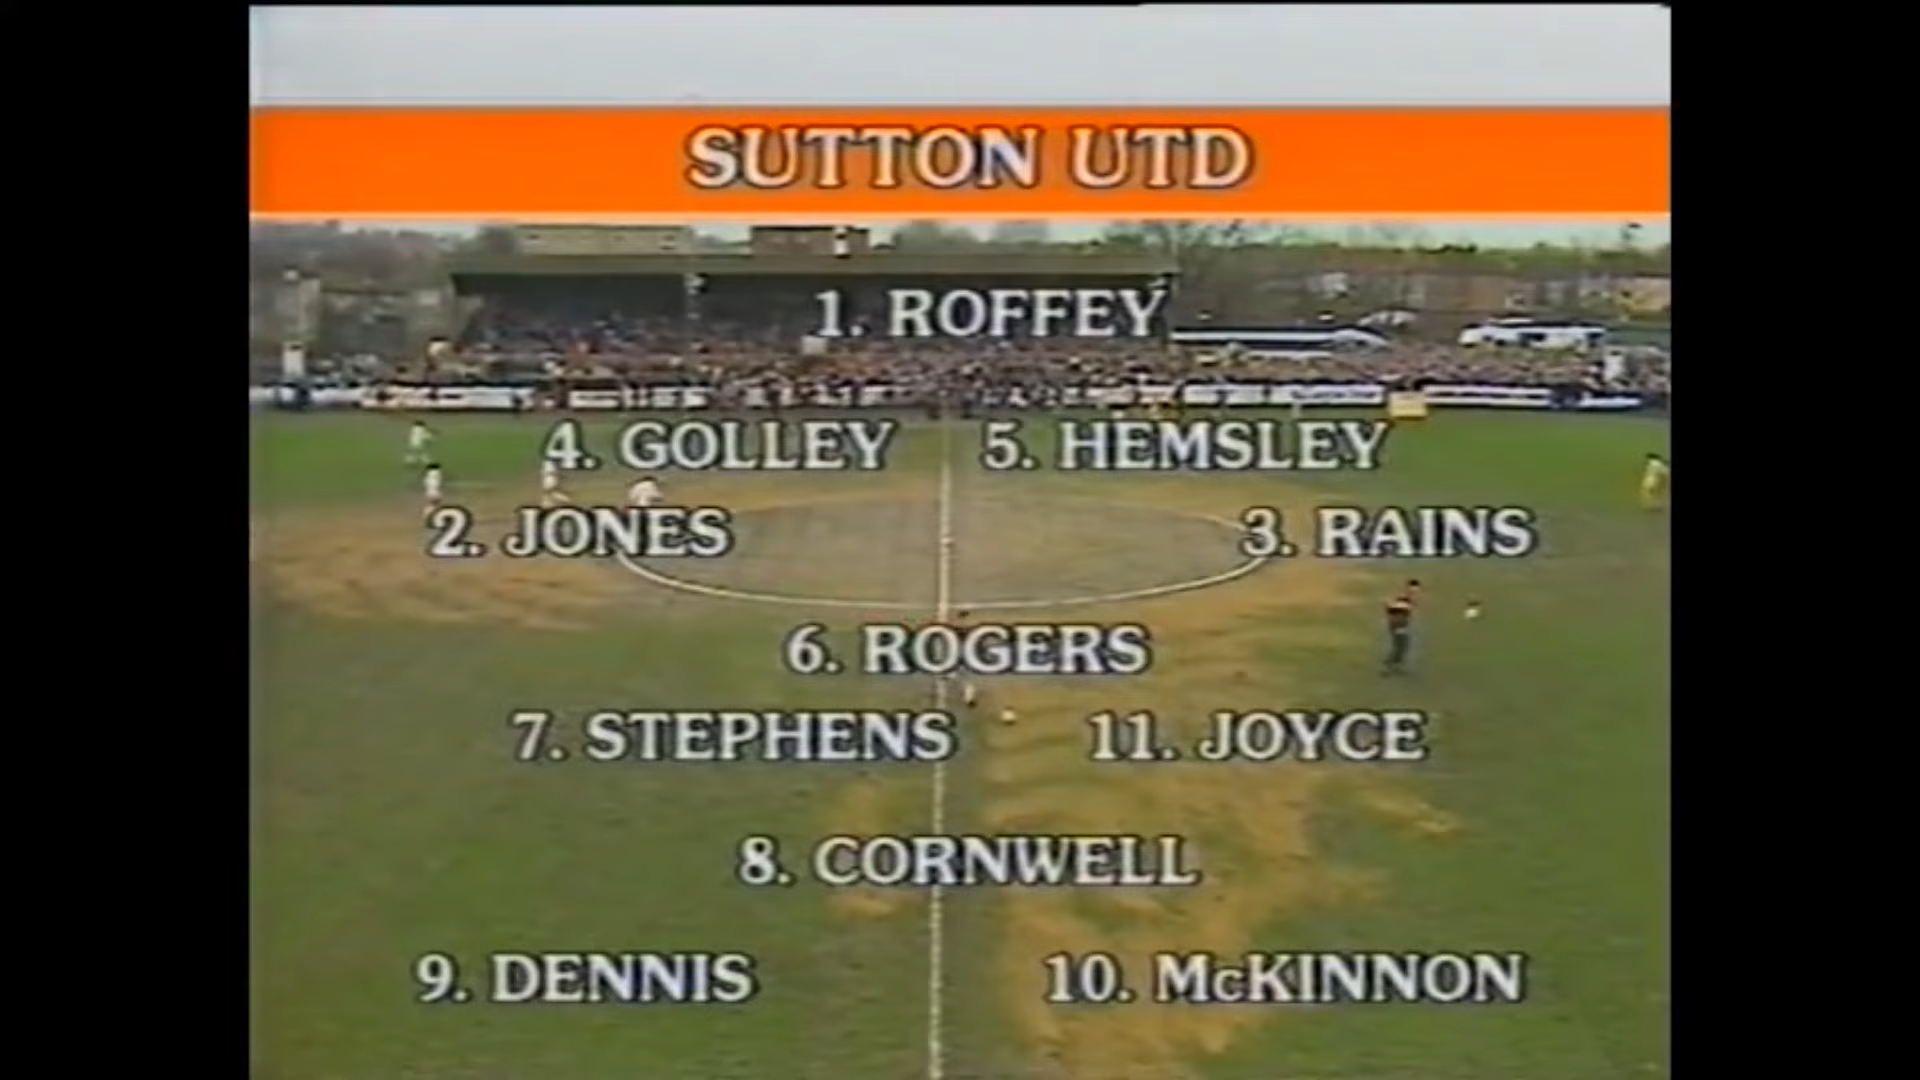 SUTTON UTD
1. ROFFEY
4. GOLLEY 5. HEMSLEY
2. JONES 3. RAINS
6. ROGERS
7. STEPHENS 11. JOYCE
8. CORNWELL
9. DENNIS 10. McKINNON